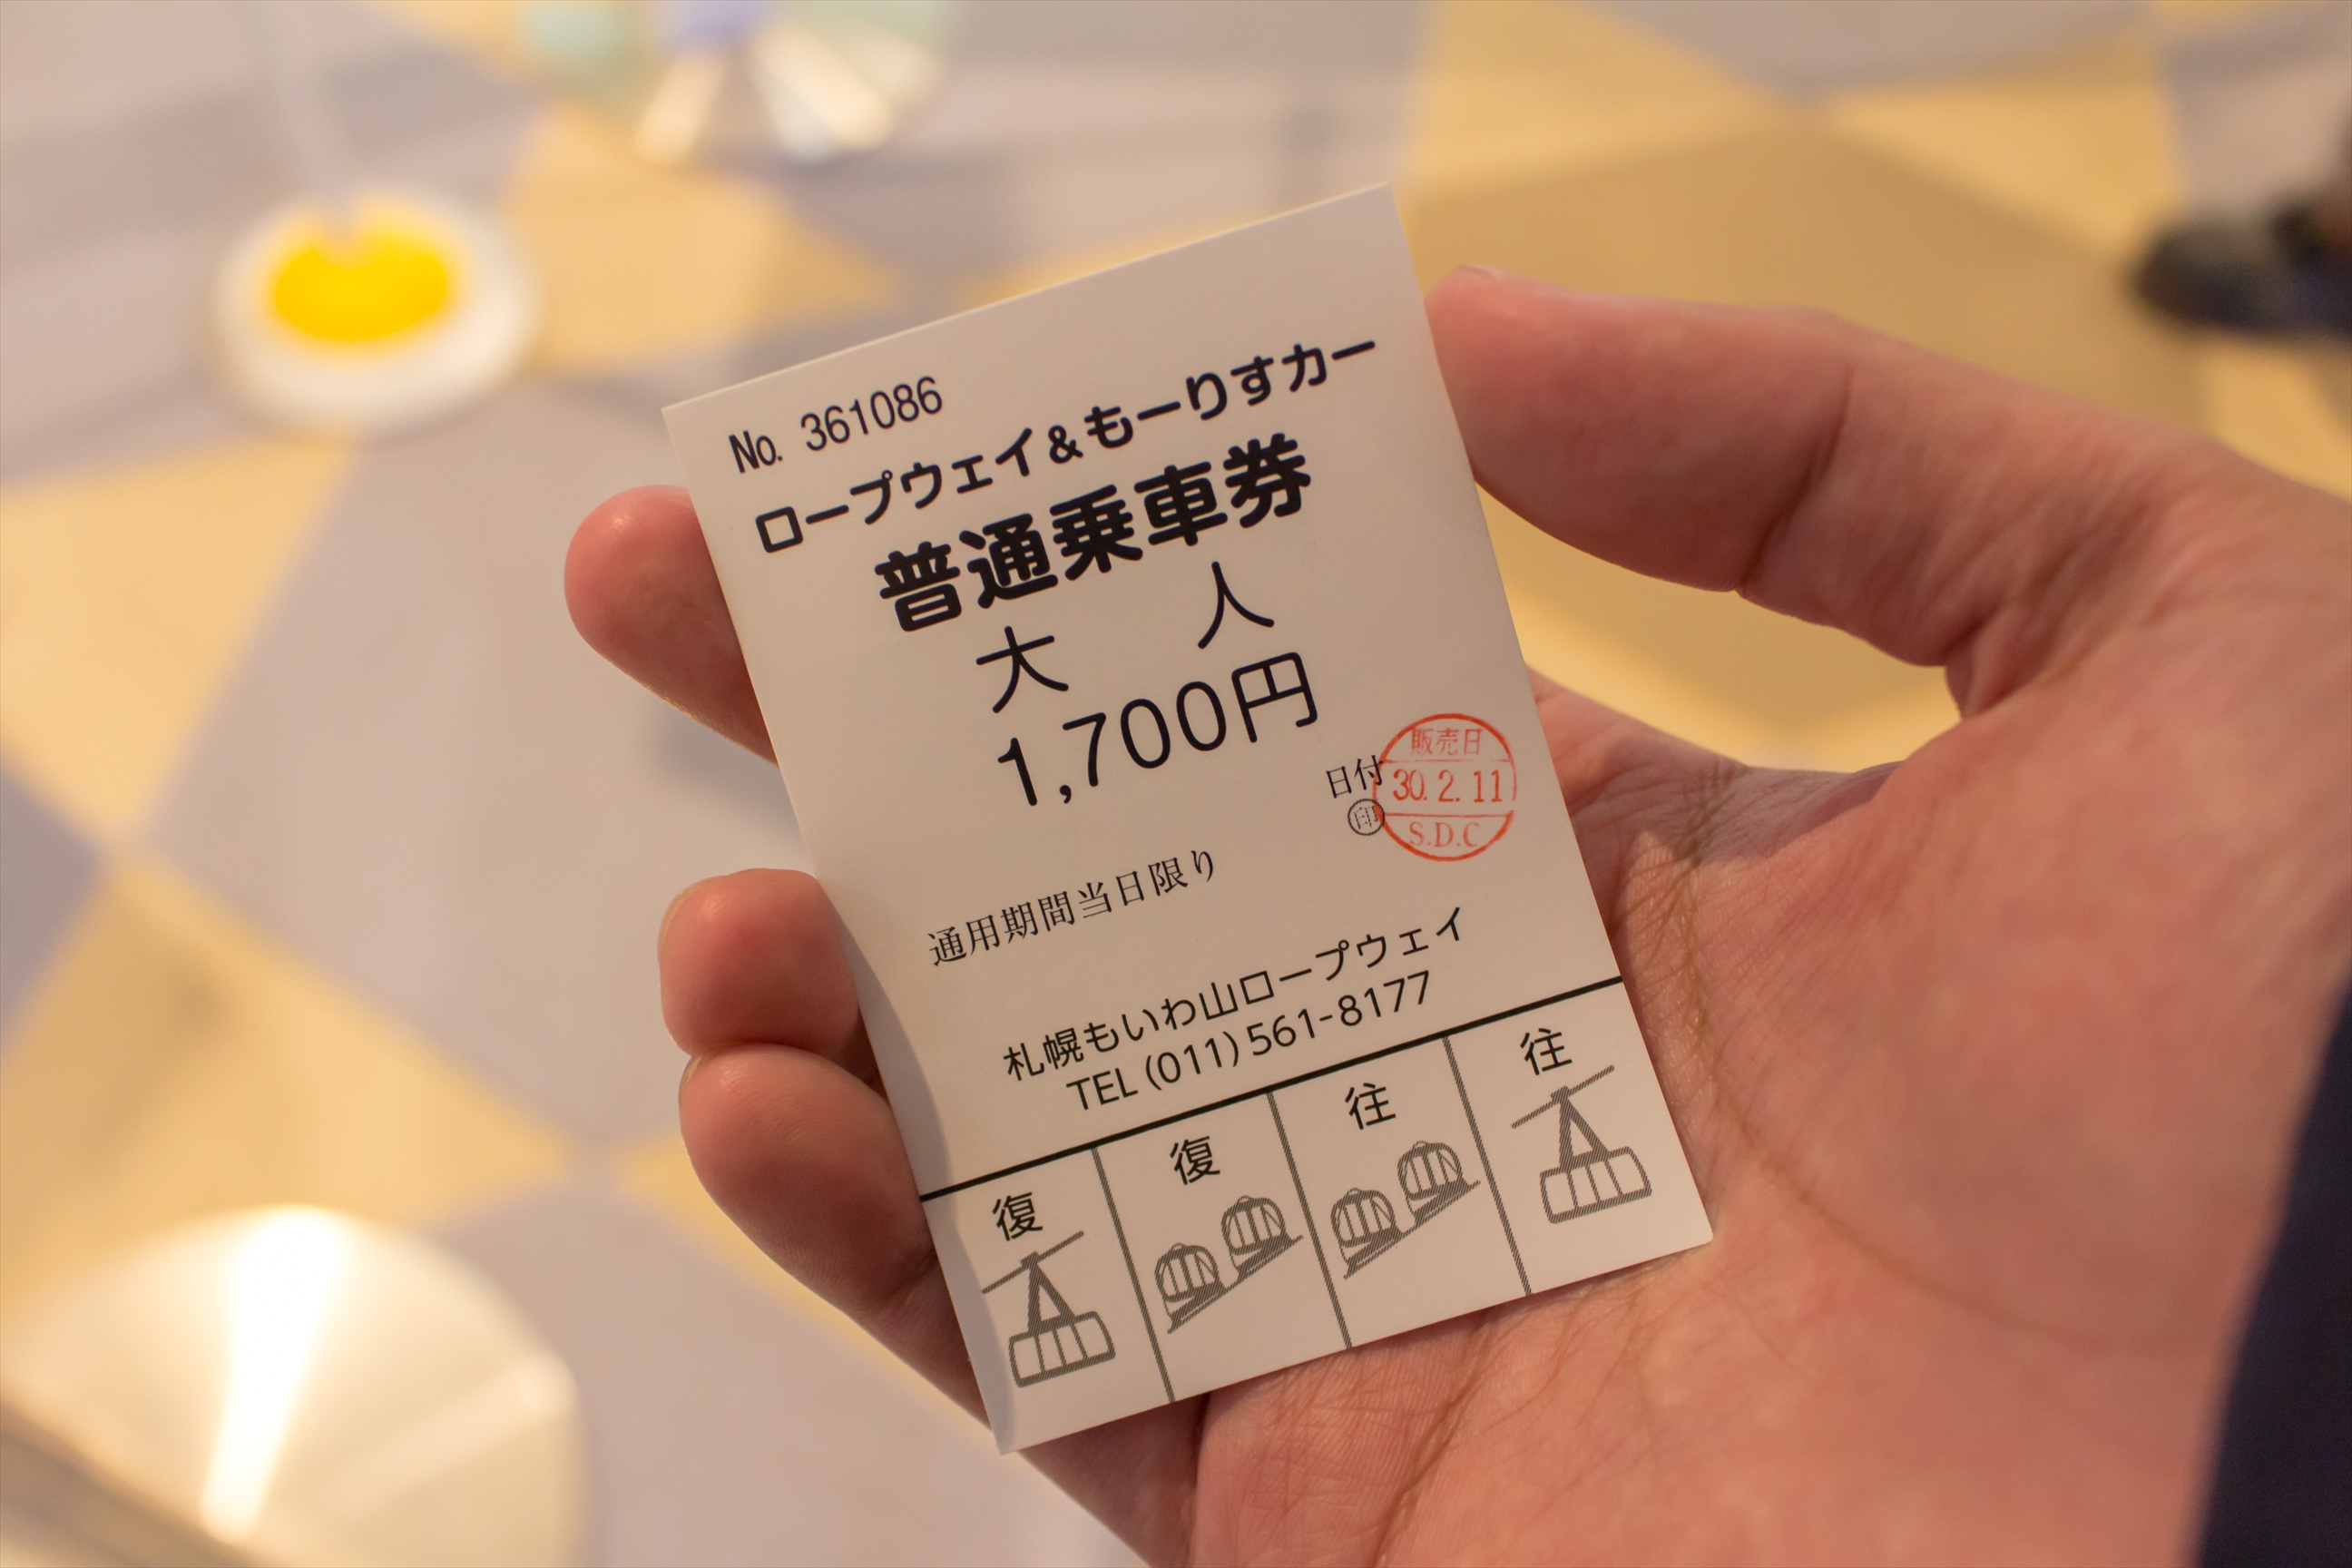 No. 361086
ロープウェイ&もーりすカー
普通乗車券
大 人
1,700円
日付
印
販売日
30. 2. 11
S.D.C
通用期間当日限り
札幌もいわ山ロープウェイ
TEL (011) 561-8177
復
復
往
往